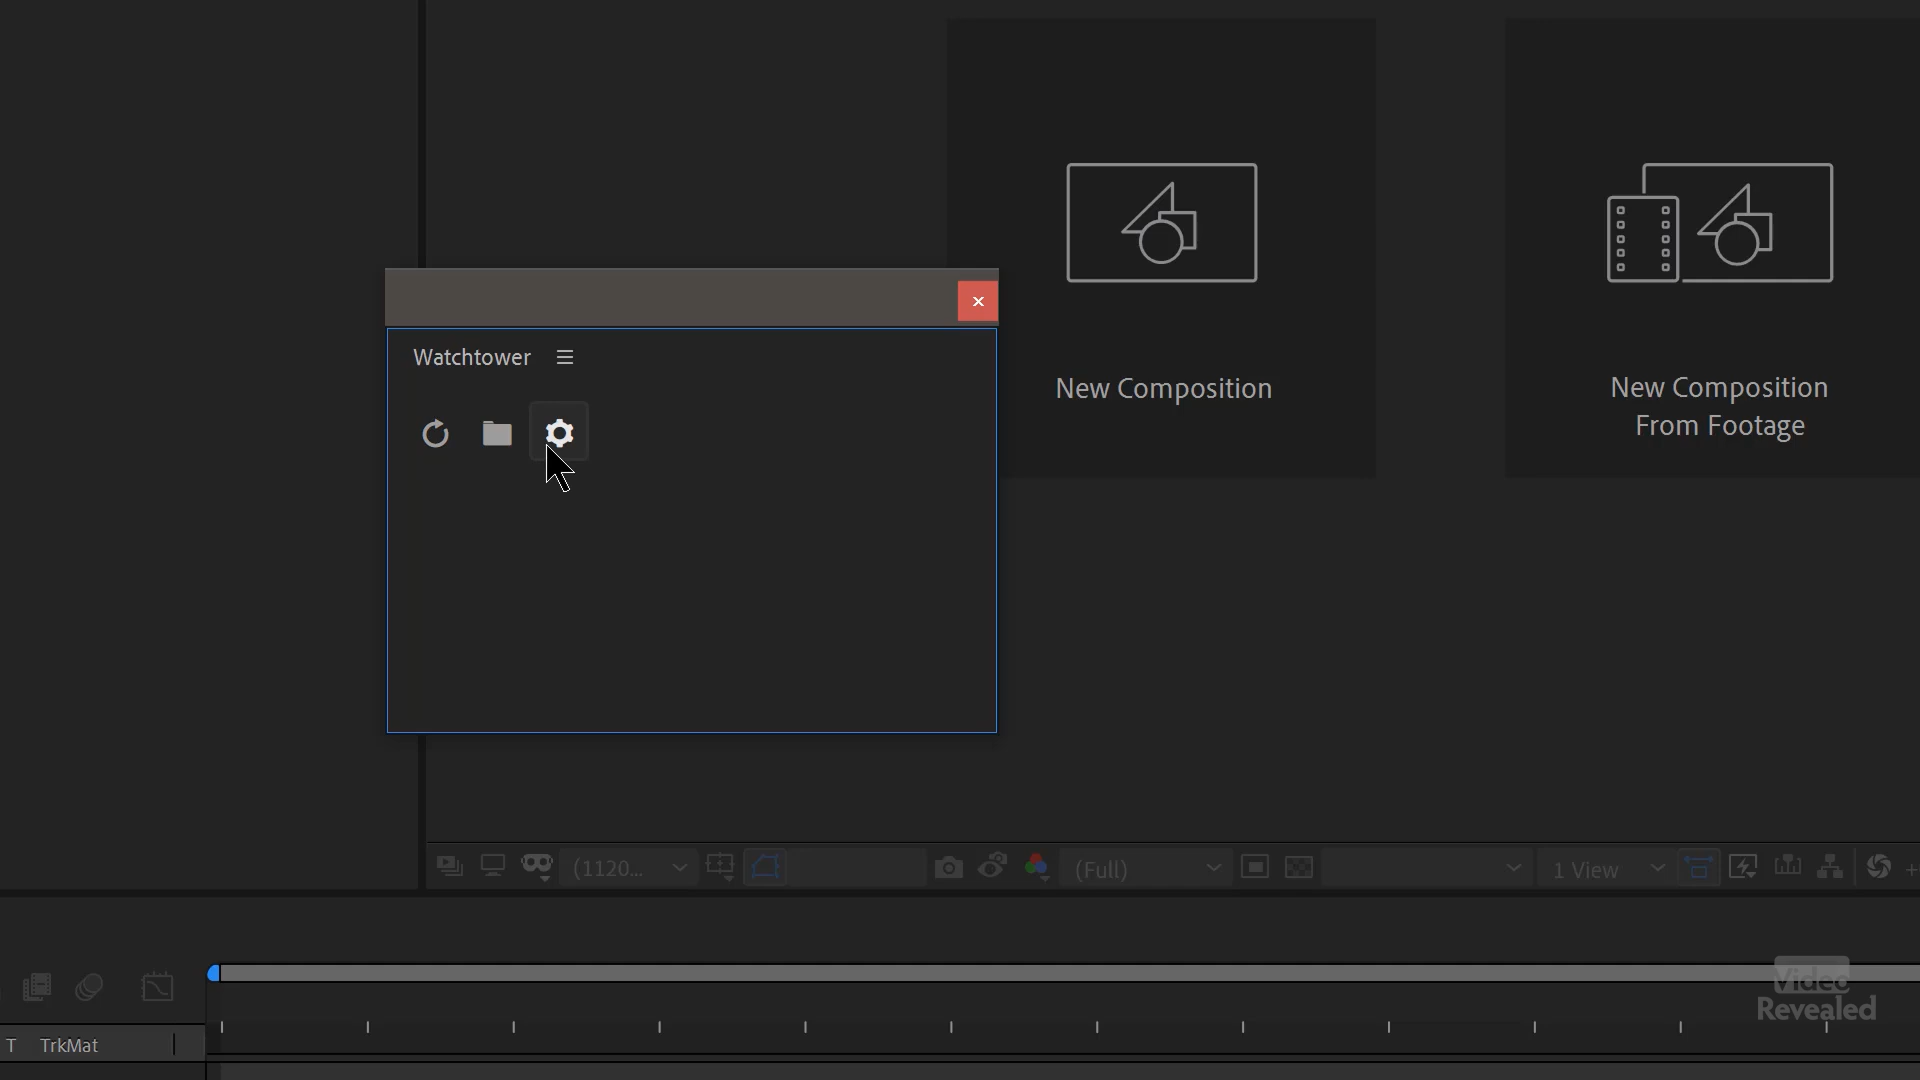 New Composition
New Composition
From Footage
Watchtower
(1120...
(Full)
1 View
T TrkMat
Video
Revealed